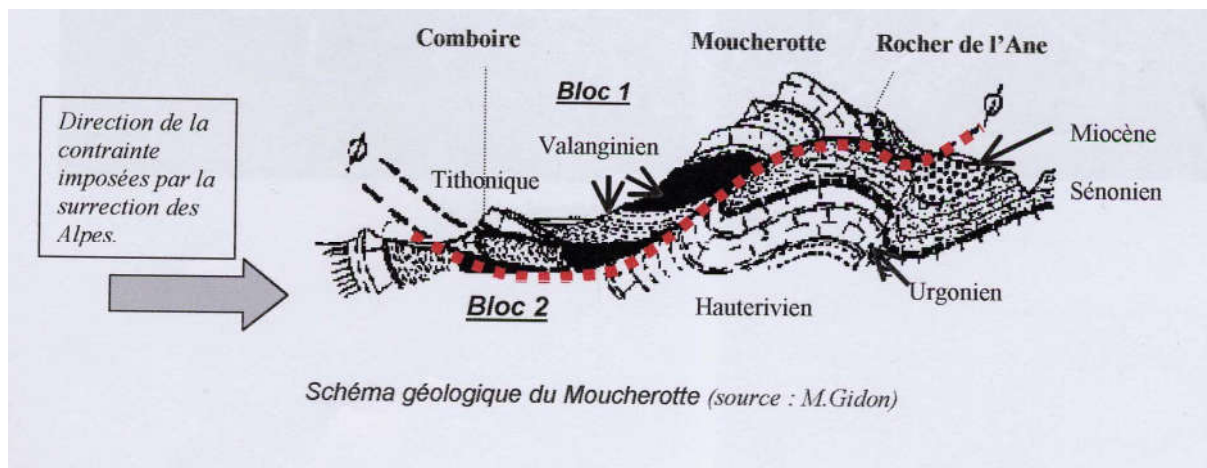 Comboire
Moucherotte
Rocher de l'Ane
Bloc 1
Direction de la
contrainte
imposées par la
surrection des
Alpes.
Valanginien
Tithonique
Miocène
Sénonien
Urgonien
Hauterivien
Bloc 2
Schéma géologique du Moucherotte (source : M.Gidon)